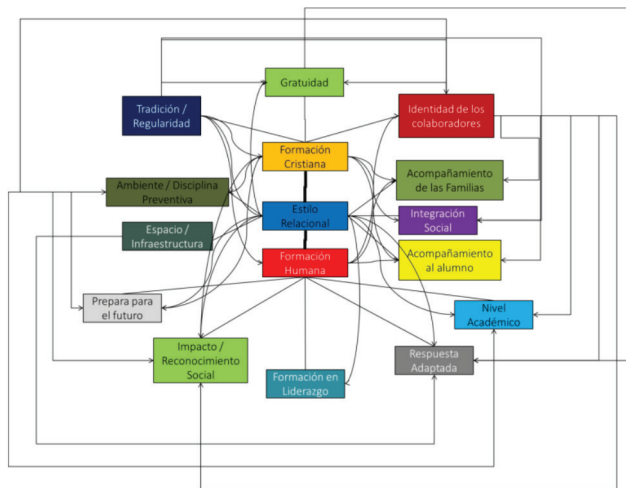 Gratuidad
Tradición /
Regularidad
Identidad de los
colaboradores
Formación
Cristiana
Acompañamiento
de las Familias
Ambiente / Disciplina
Preventiva
Estilo
Relacional
Integración
Social
Espacio /
Infraestructura
Formación
Humana
Acompañamiento
al alumno
Prepara para
el futuro
Nivel
Académico
Impacto /
Reconocimiento
Social
Respuesta
Adaptada
Formación en
Liderazgo